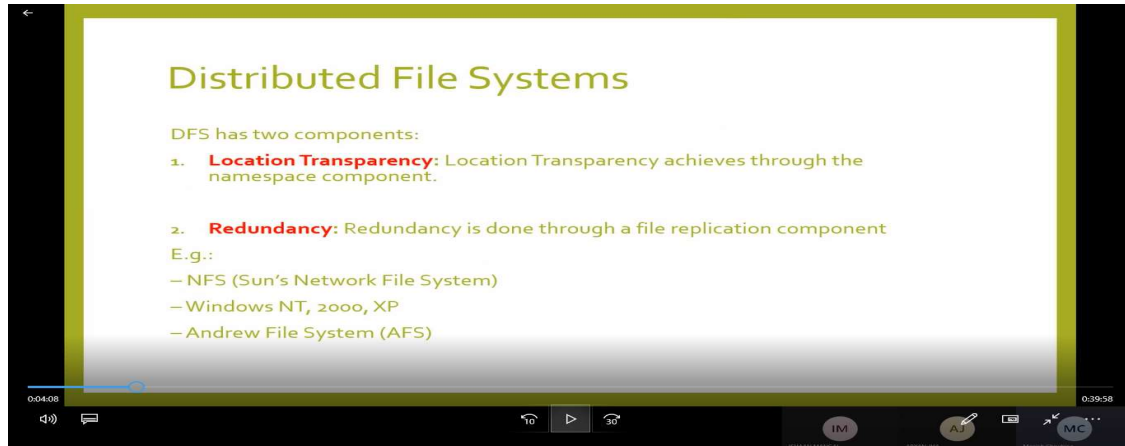 Distributed File Systems
DFS has two components:
1. Location Transparency: Location Transparency achieves through the
namespace component.
2. Redundancy: Redundancy is done through a file replication component
E.g.:
– NFS (Sun's Network File System)
– Windows NT, 2000, XP
– Andrew File System (AFS)
0:04:08
0:39:58
10
30
IM
AJ
MC